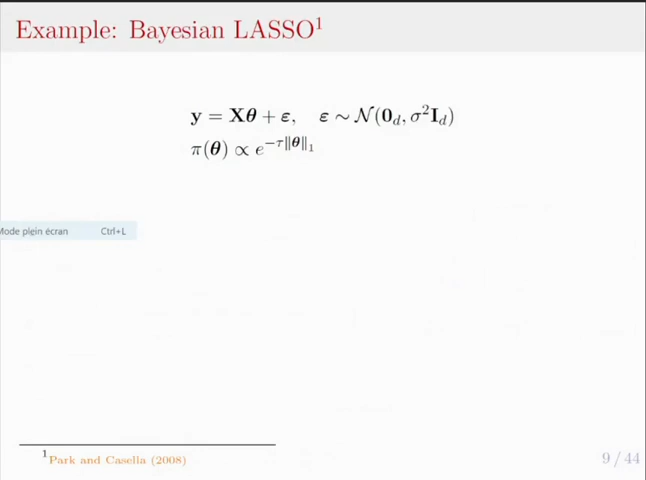 Example: Bayesian LASSO¹
y = Xθ + ε, ε ∼ 𝒩(0_d, σ²I_d)
π(θ) ∝ e^{−τ‖θ‖₁}
Mode plein écran Ctrl+L
¹Park and Casella (2008)
9 / 44